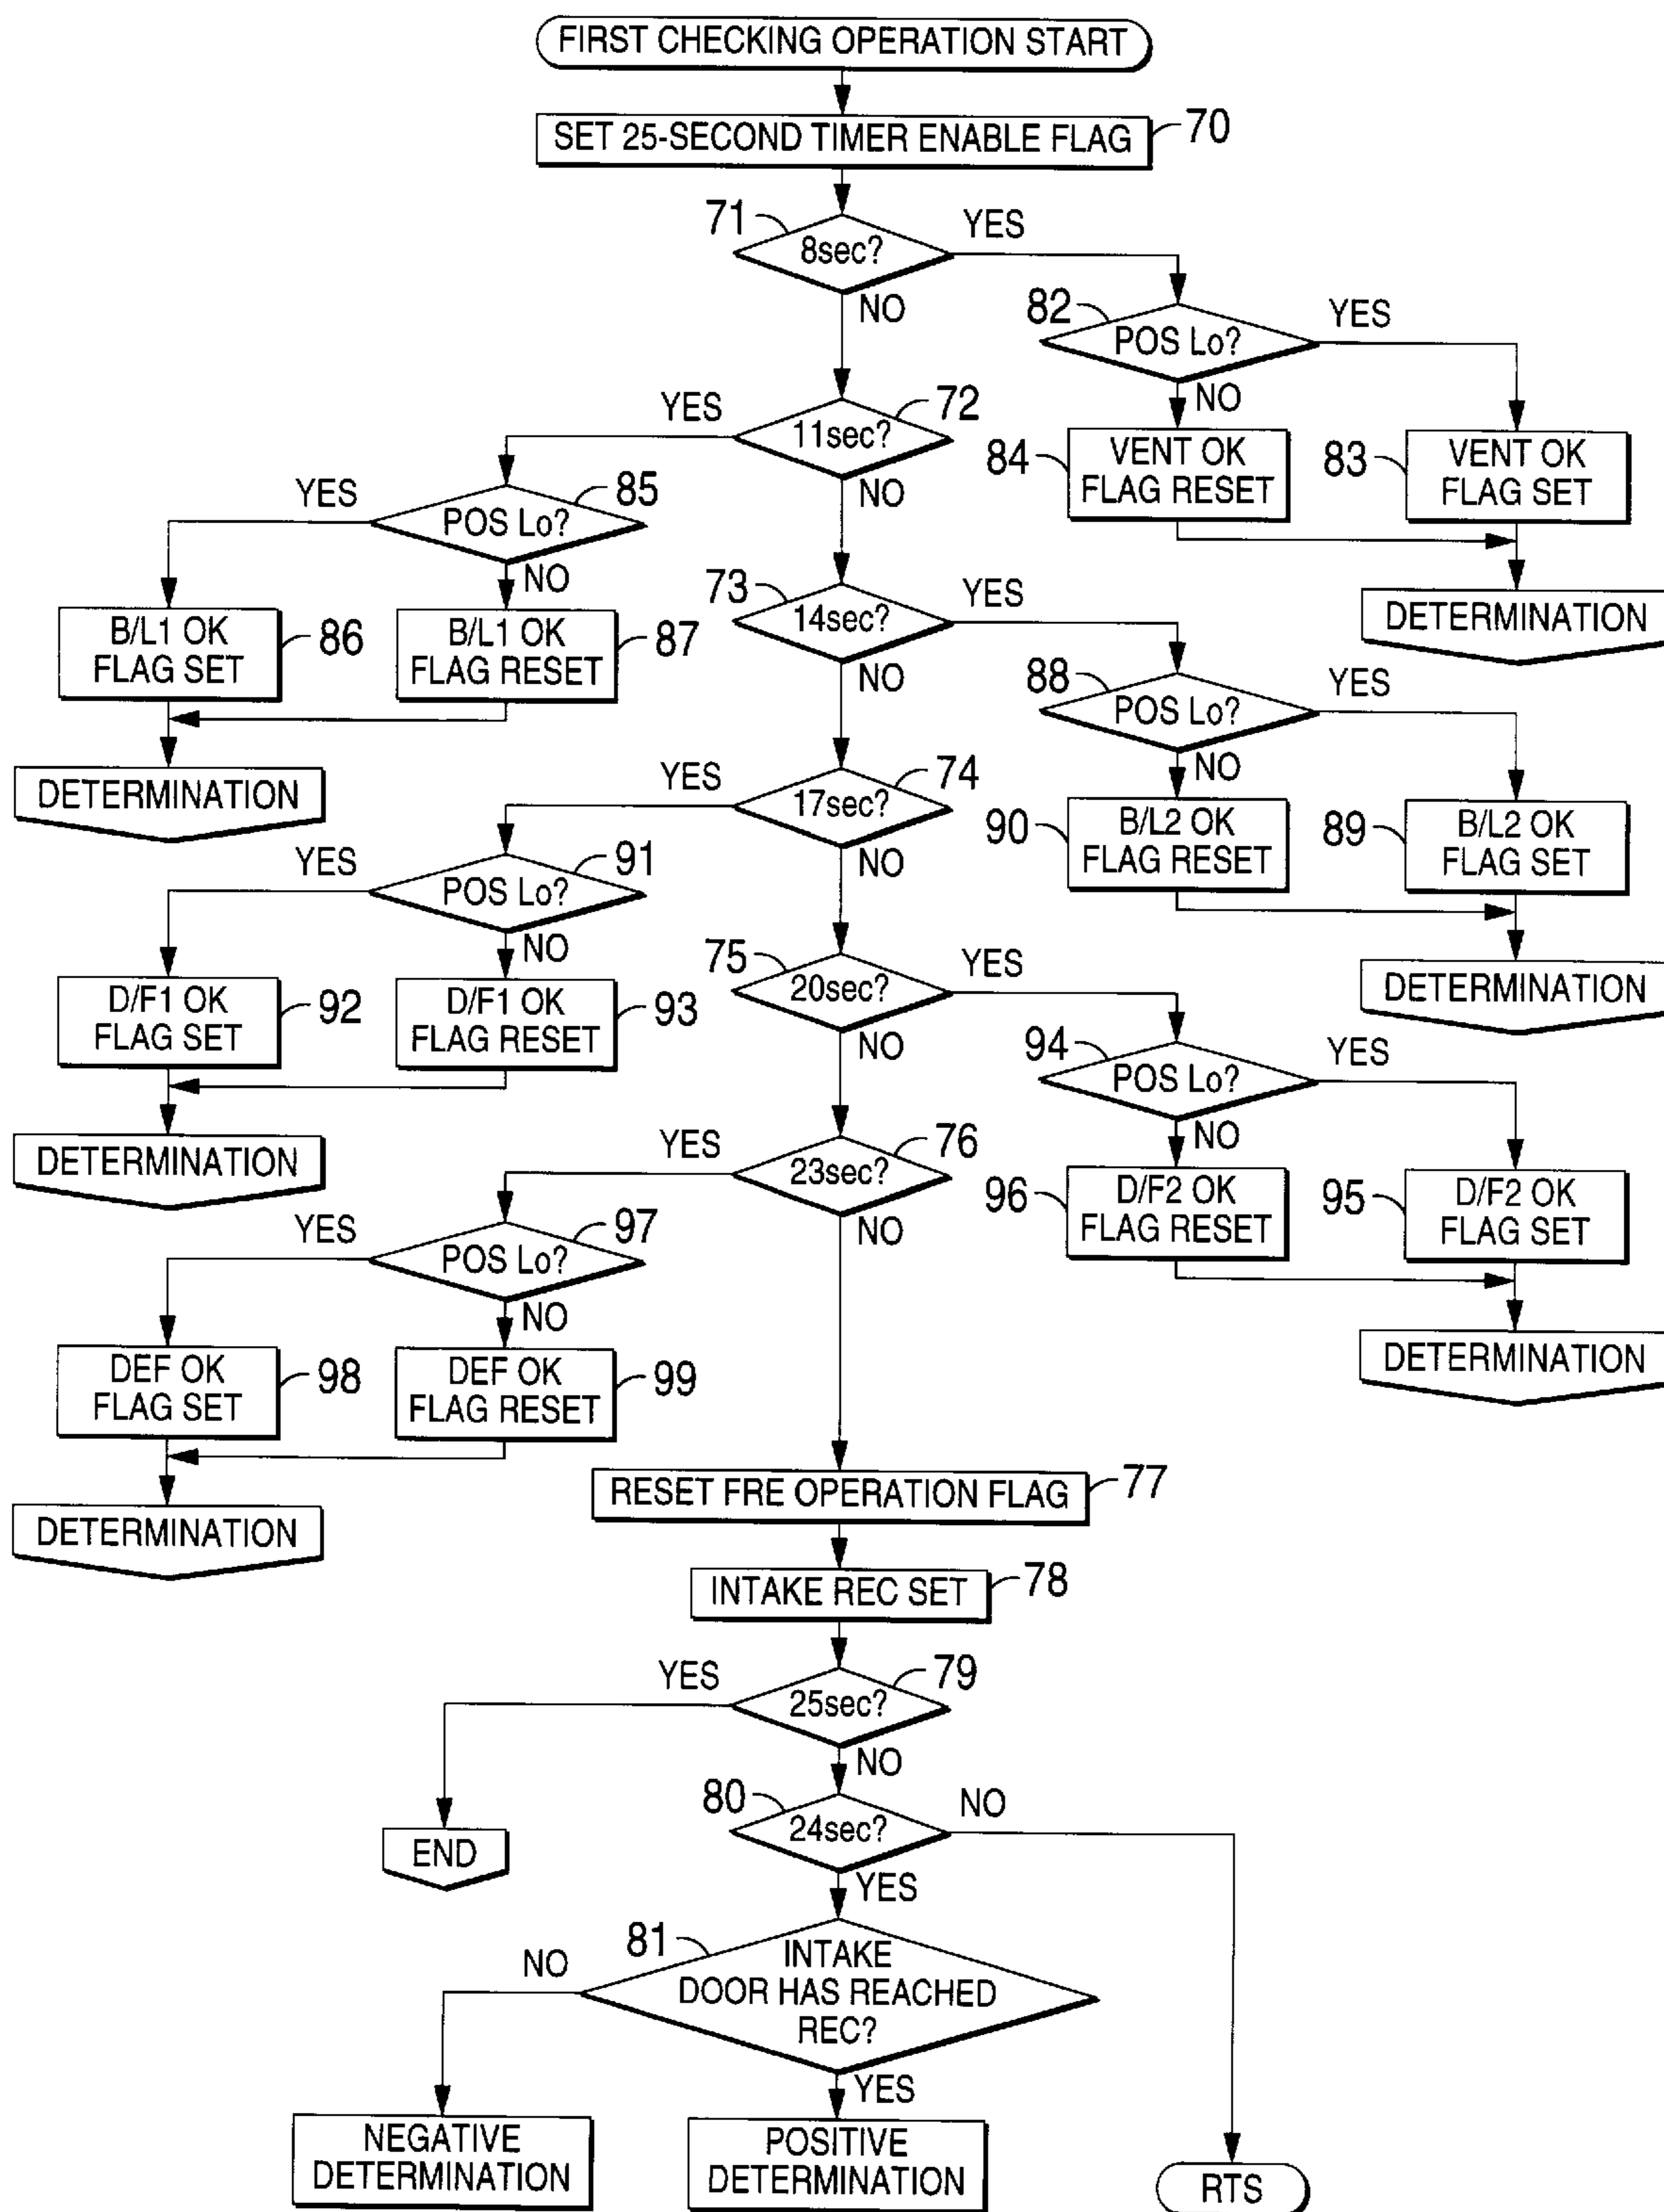 FIRST CHECKING OPERATION START
SET 25-SECOND TIMER ENABLE FLAG
70
71
8sec?
YES
NO
82
POS Lo?
YES
NO
84
VENT OK
FLAG RESET
83
VENT OK
FLAG SET
DETERMINATION
YES
11sec?
72
NO
YES
POS Lo?
85
NO
B/L1 OK
FLAG SET
86
B/L1 OK
FLAG RESET
87
DETERMINATION
73
14sec?
YES
NO
88
POS Lo?
YES
NO
90
B/L2 OK
FLAG RESET
89
B/L2 OK
FLAG SET
DETERMINATION
YES
17sec?
74
NO
YES
POS Lo?
91
NO
D/F1 OK
FLAG SET
92
D/F1 OK
FLAG RESET
93
DETERMINATION
75
20sec?
YES
NO
94
POS Lo?
YES
NO
96
D/F2 OK
FLAG RESET
95
D/F2 OK
FLAG SET
DETERMINATION
YES
23sec?
76
NO
YES
POS Lo?
97
NO
DEF OK
FLAG SET
98
DEF OK
FLAG RESET
99
DETERMINATION
RESET FRE OPERATION FLAG
77
INTAKE REC SET
78
YES
25sec?
79
NO
END
80
24sec?
NO
YES
81
INTAKE
DOOR HAS REACHED
REC?
NO
YES
NEGATIVE
DETERMINATION
POSITIVE
DETERMINATION
RTS